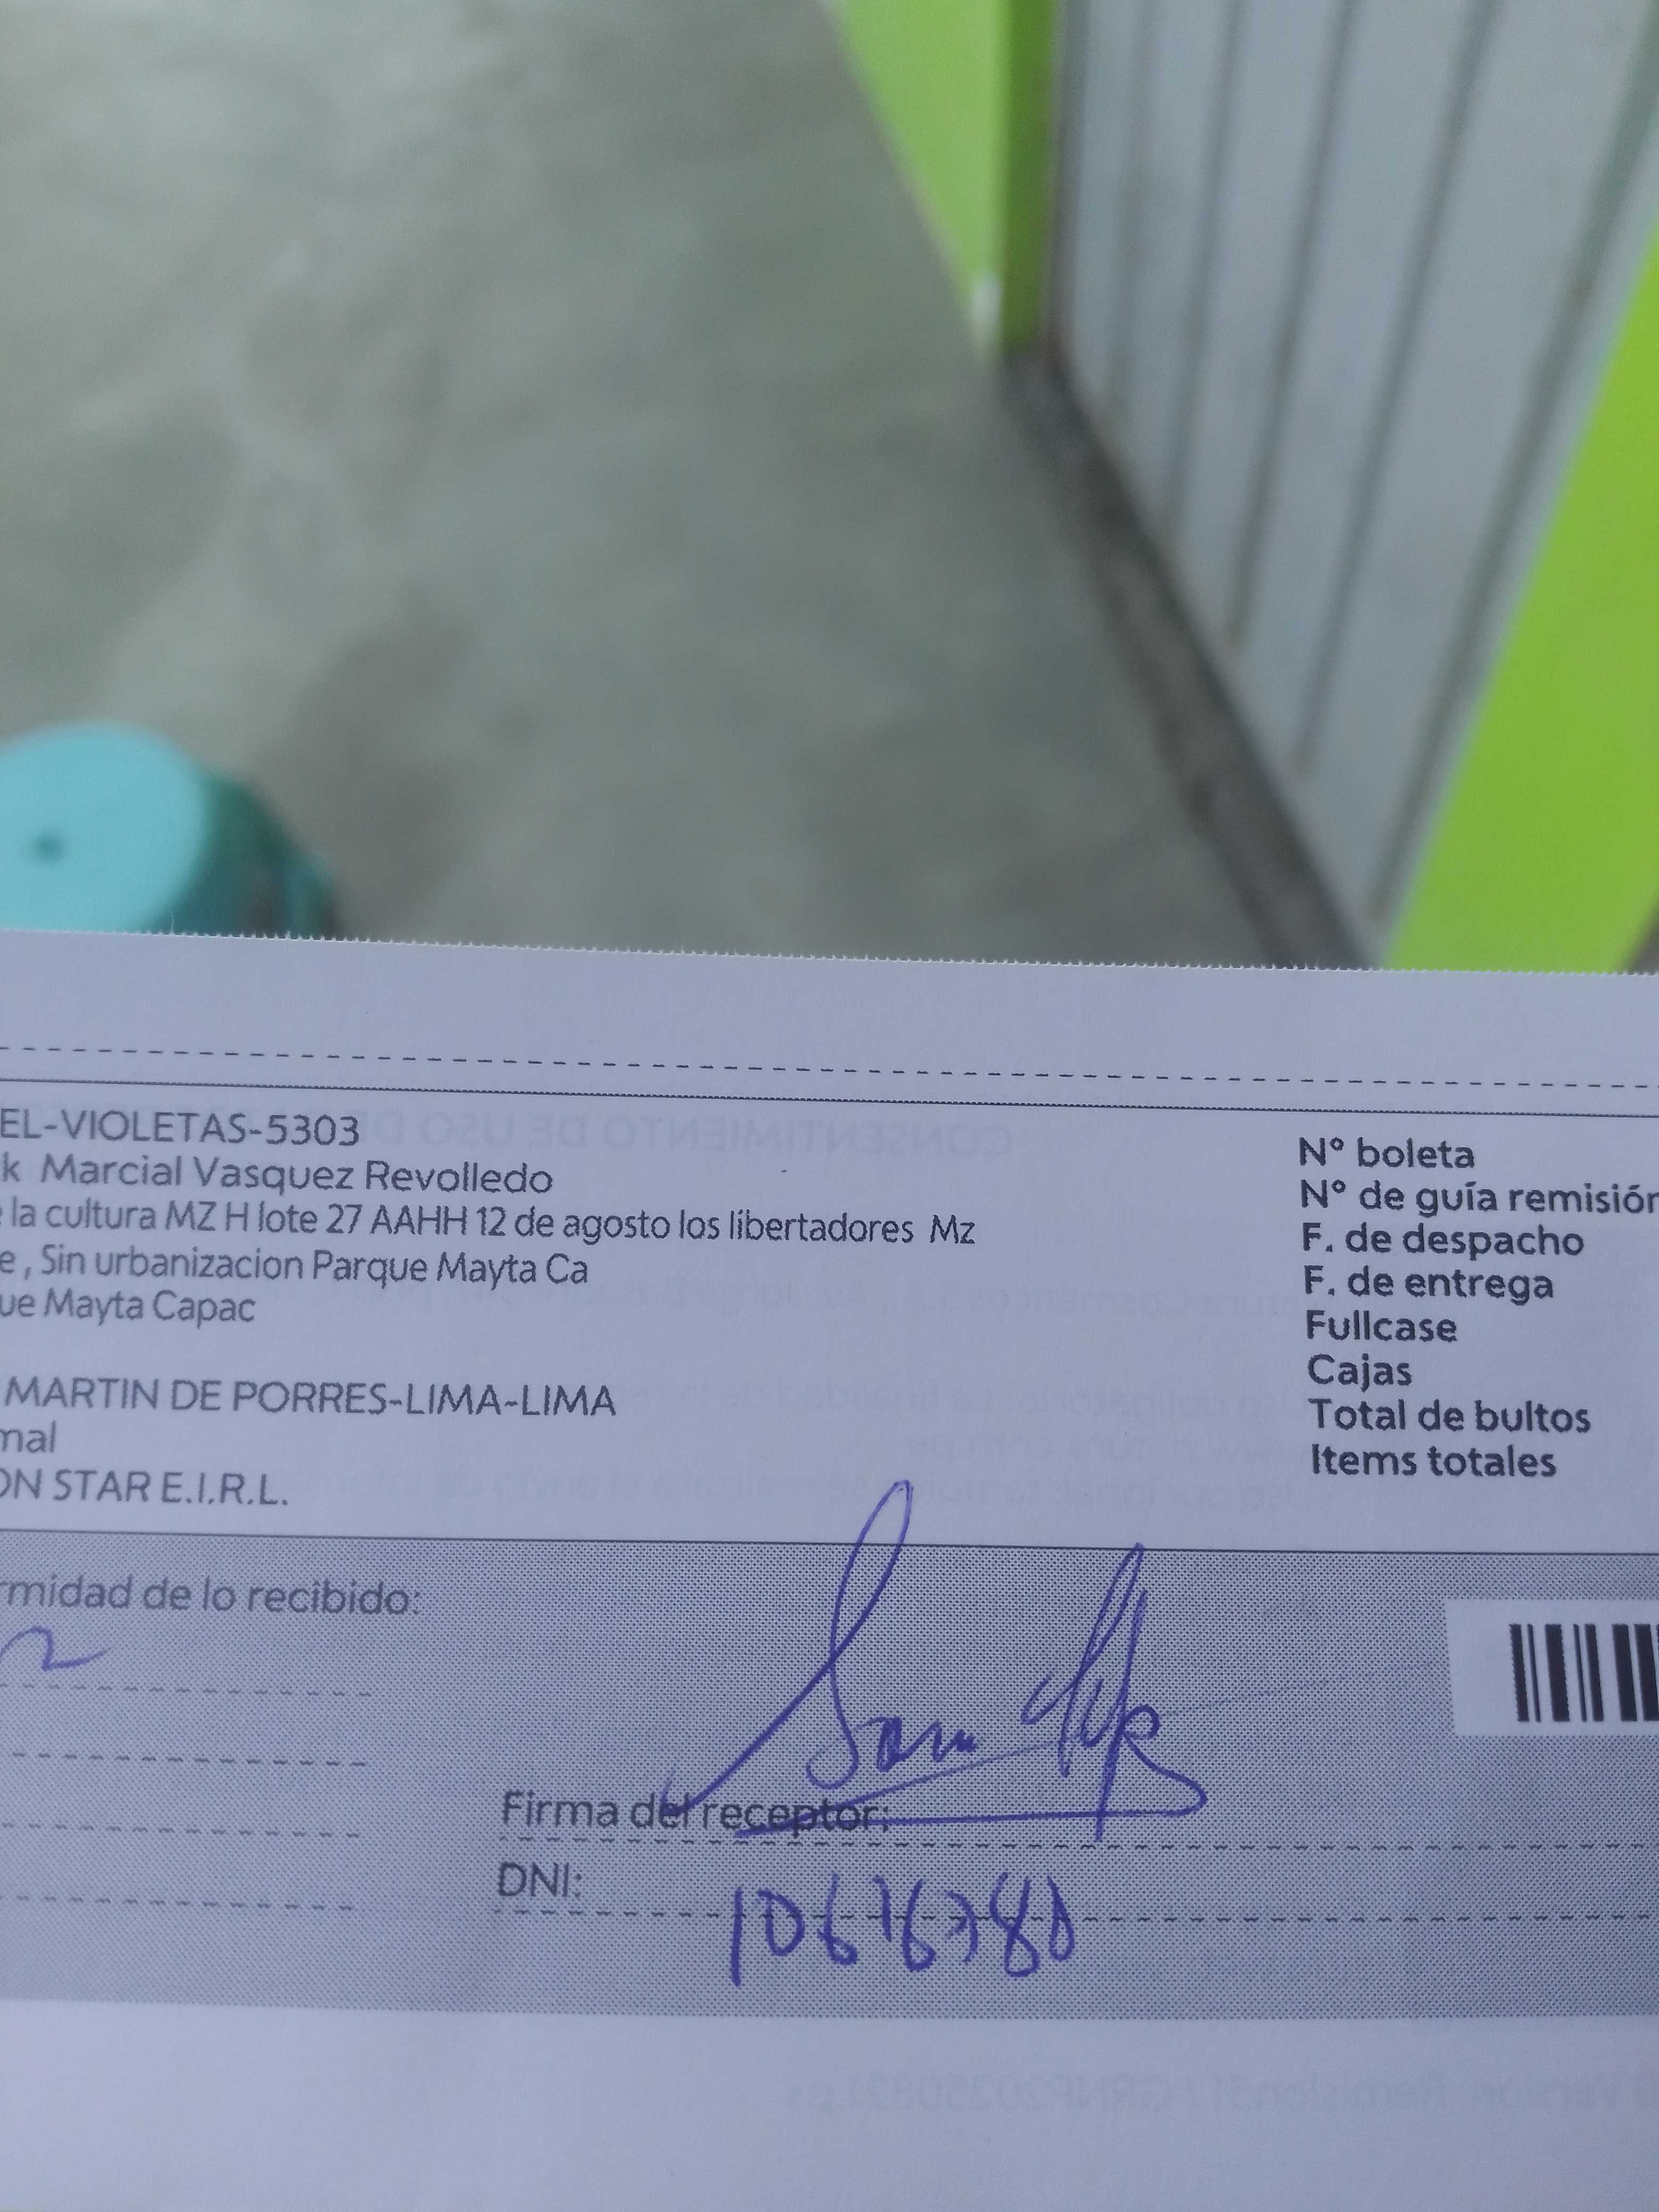 EL-VIOLETAS-5303
k Marcial Vasquez Revolledo
la cultura MZ H lote 27 AAHH 12 de agosto los libertadores Mz
e , Sin urbanizacion Parque Mayta Ca
ue Mayta Capac
MARTIN DE PORRES-LIMA-LIMA
mal
ON STAR E.I.R.L.
Nº boleta
Nº de guía remisión
F. de despacho
F. de entrega
Fullcase
Cajas
Total de bultos
Items totales
rmidad de lo recibido:
Firma del receptor:
DNI:
10676780